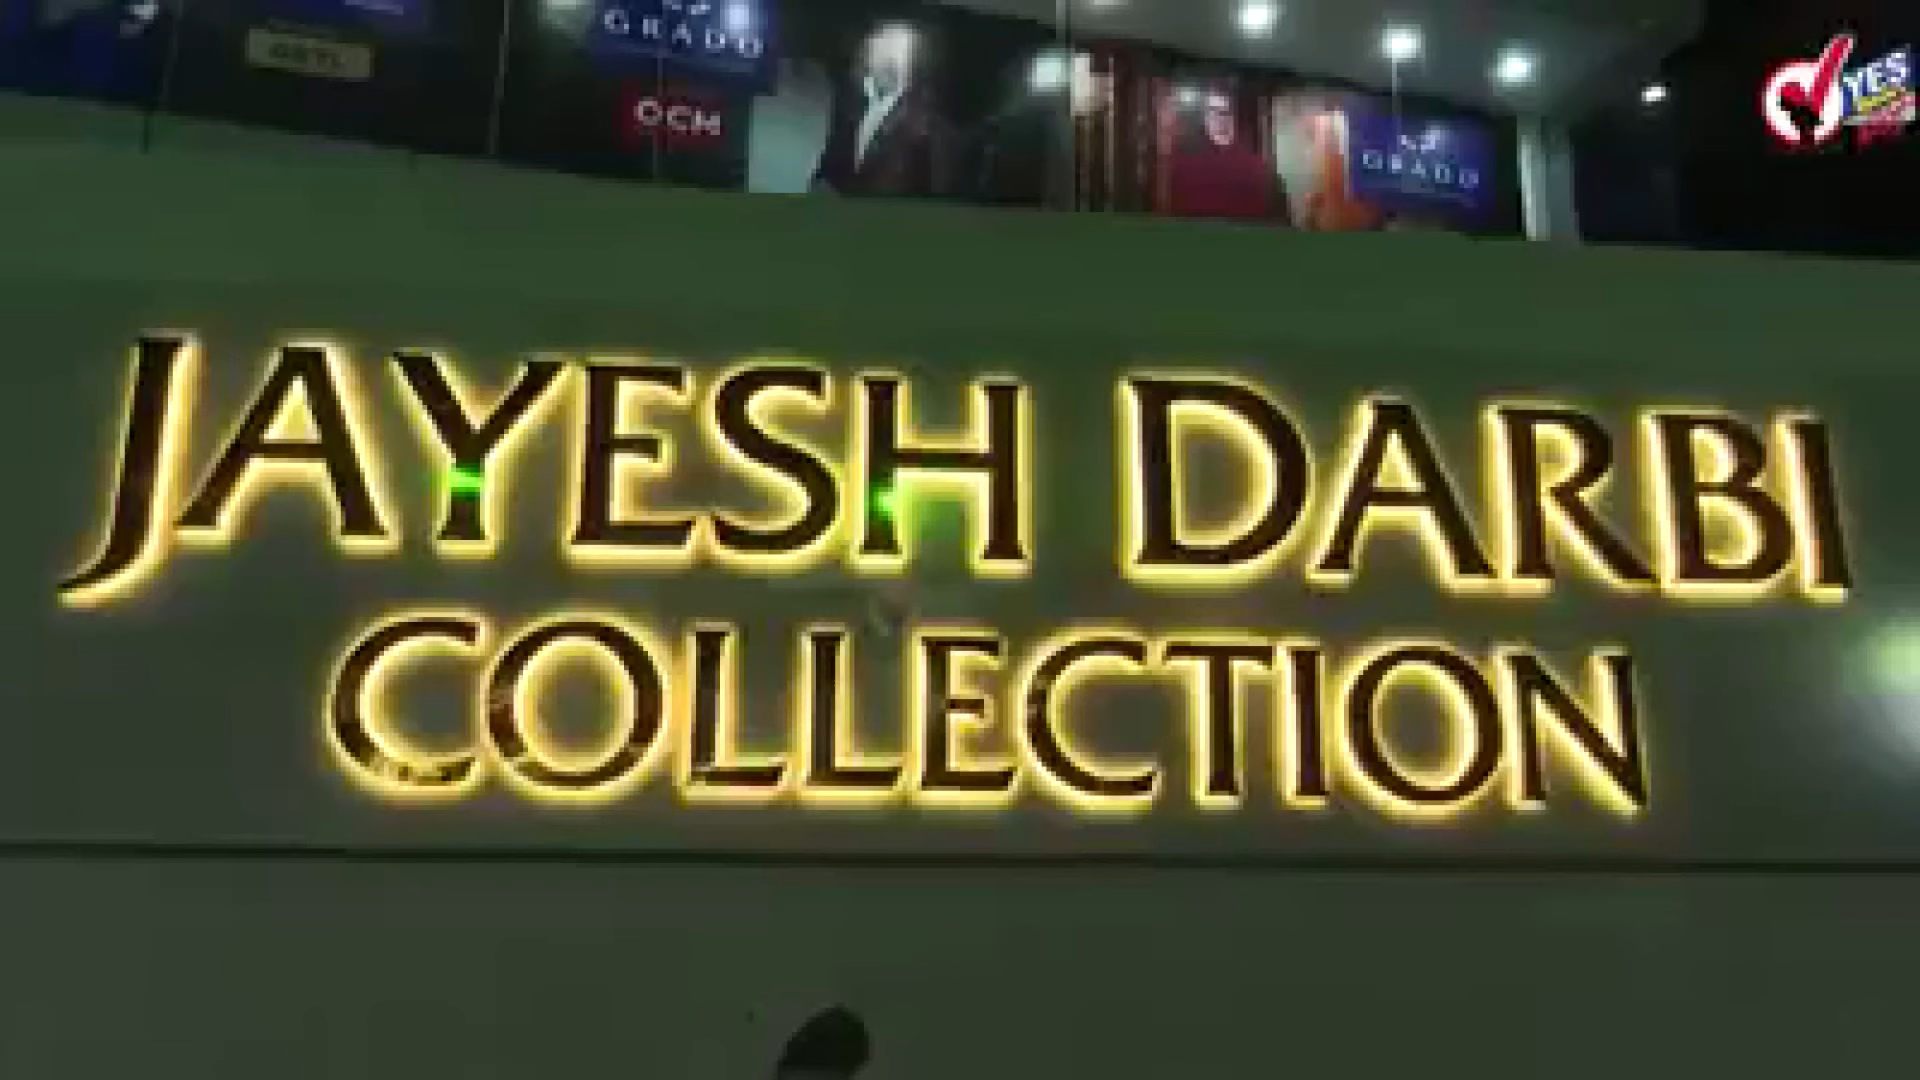 GRADO
OCM
GRADO
YES
JAYESH DARBI
COLLECTION